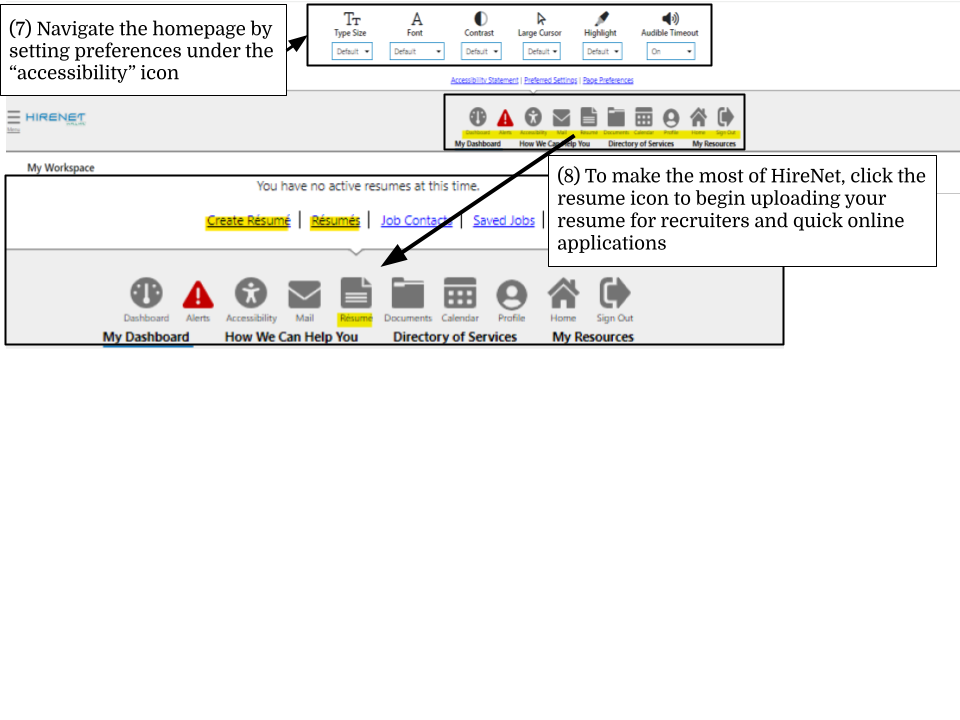 (7) Navigate the homepage by
setting preferences under the
“accessibility” icon
Type Size Font Contrast Large Cursor Highlight Audible Timeout
Default Default Default Default Default On
Accessibility Statement | Preferred Settings | Page Preferences
HIRENET
Menu
Dashboard Alerts Accessibility Mail Résumé Documents Calendar Profile Home Sign Out
My Dashboard How We Can Help You Directory of Services My Resources
My Workspace
(8) To make the most of HireNet, click the
resume icon to begin uploading your
resume for recruiters and quick online
applications
You have no active resumes at this time.
Create Résumé | Résumés | Job Contacts | Saved Jobs |
Dashboard Alerts Accessibility Mail Résumé Documents Calendar Profile Home Sign Out
My Dashboard How We Can Help You Directory of Services My Resources